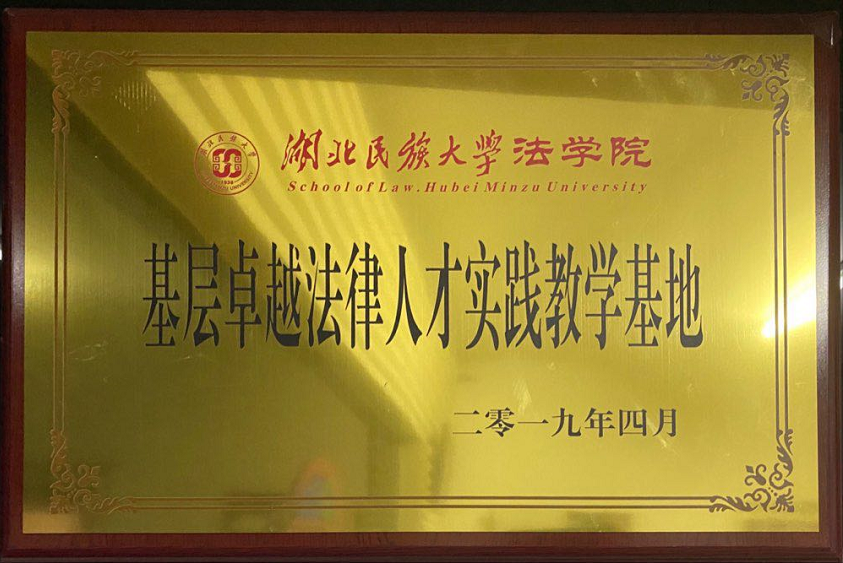 湖北民族大学法学院
School of Law. Hubei Minzu University
基层卓越法律人才实践教学基地
二零一九年四月